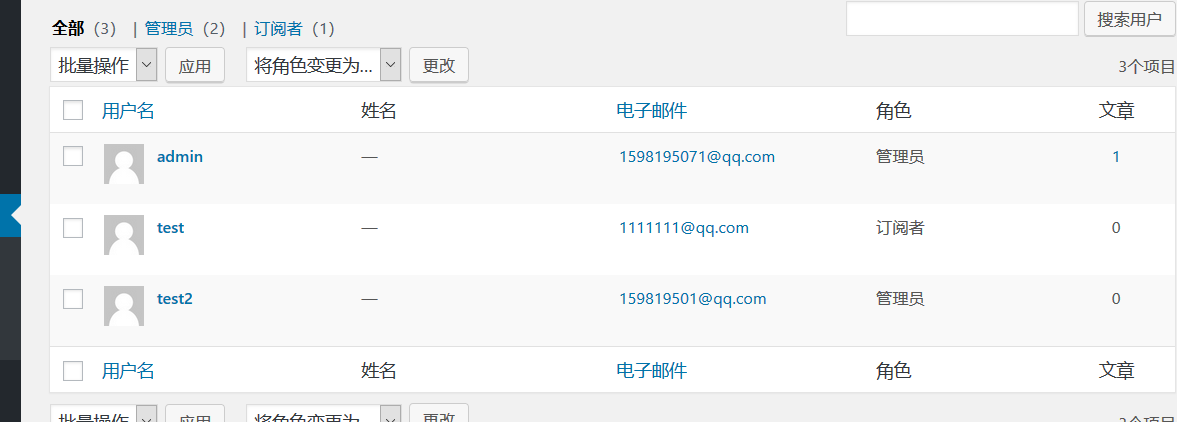 搜索用户
全部（3） | 管理员（2） | 订阅者（1）
批量操作 应用 将角色变更为... 更改 3个项目
用户名 姓名 电子邮件 角色 文章
admin — 1598195071@qq.com 管理员 1
test — 1111111@qq.com 订阅者 0
test2 — 159819501@qq.com 管理员 0
用户名 姓名 电子邮件 角色 文章
批量操作 应用 将角色变更为... 更改 3个项目